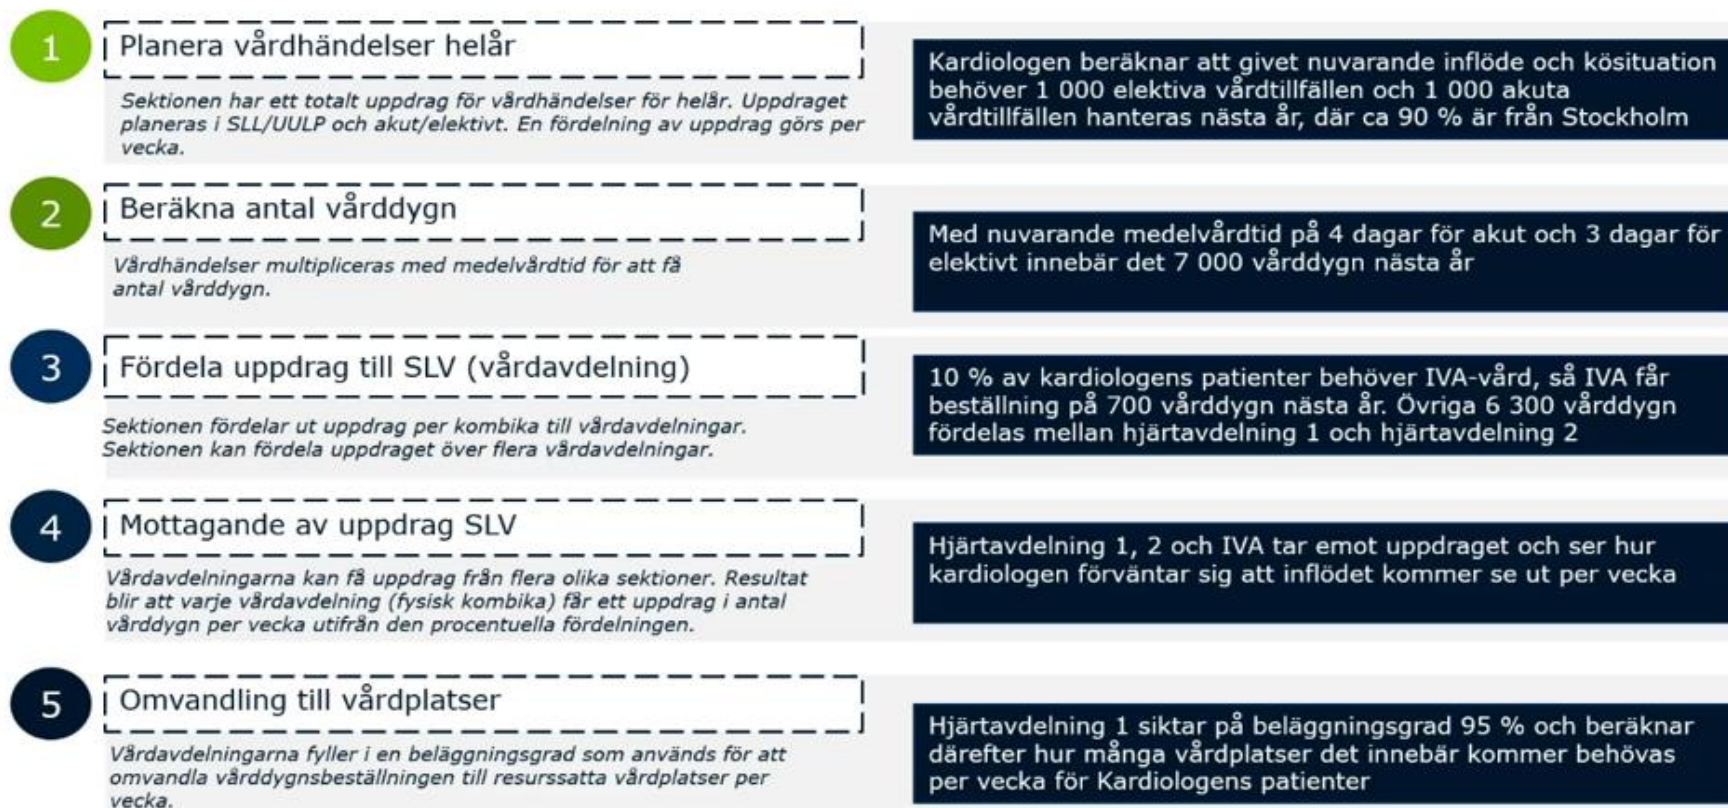 1
Planera vårdhändelser helår
Sektionen har ett totalt uppdrag för vårdhändelser för helår. Uppdraget
planeras i SLL/UULP och akut/elektivt. En fördelning av uppdrag görs per
vecka.
Kardiologen beräknar att givet nuvarande inflöde och kösituation
behöver 1 000 elektiva vårdtillfällen och 1 000 akuta
vårdtillfällen hanteras nästa år, där ca 90 % är från Stockholm
2
Beräkna antal vårddygn
Vårdhändelser multipliceras med medelvårdtid för att få
antal vårddygn.
Med nuvarande medelvårdtid på 4 dagar för akut och 3 dagar för
elektivt innebär det 7 000 vårddygn nästa år
3
Fördela uppdrag till SLV (vårdavdelning)
Sektionen fördelar ut uppdrag per kombika till vårdavdelningar.
Sektionen kan fördela uppdraget över flera vårdavdelningar.
10 % av kardiologens patienter behöver IVA-vård, så IVA får
beställning på 700 vårddygn nästa år. Övriga 6 300 vårddygn
fördelas mellan hjärtavdelning 1 och hjärtavdelning 2
4
Mottagande av uppdrag SLV
Vårdavdelningarna kan få uppdrag från flera olika sektioner. Resultat
blir att varje vårdavdelning (fysisk kombika) får ett uppdrag i antal
vårddygn per vecka utifrån den procentuella fördelningen.
Hjärtavdelning 1, 2 och IVA tar emot uppdraget och ser hur
kardiologen förväntar sig att inflödet kommer se ut per vecka
5
Omvandling till vårdplatser
Vårdavdelningarna fyller i en beläggningsgrad som används för att
omvandla vårddygnsbeställningen till resurssatta vårdplatser per
vecka.
Hjärtavdelning 1 siktar på beläggningsgrad 95 % och beräknar
därefter hur många vårdplatser det innebär kommer behövas
per vecka för Kardiologens patienter